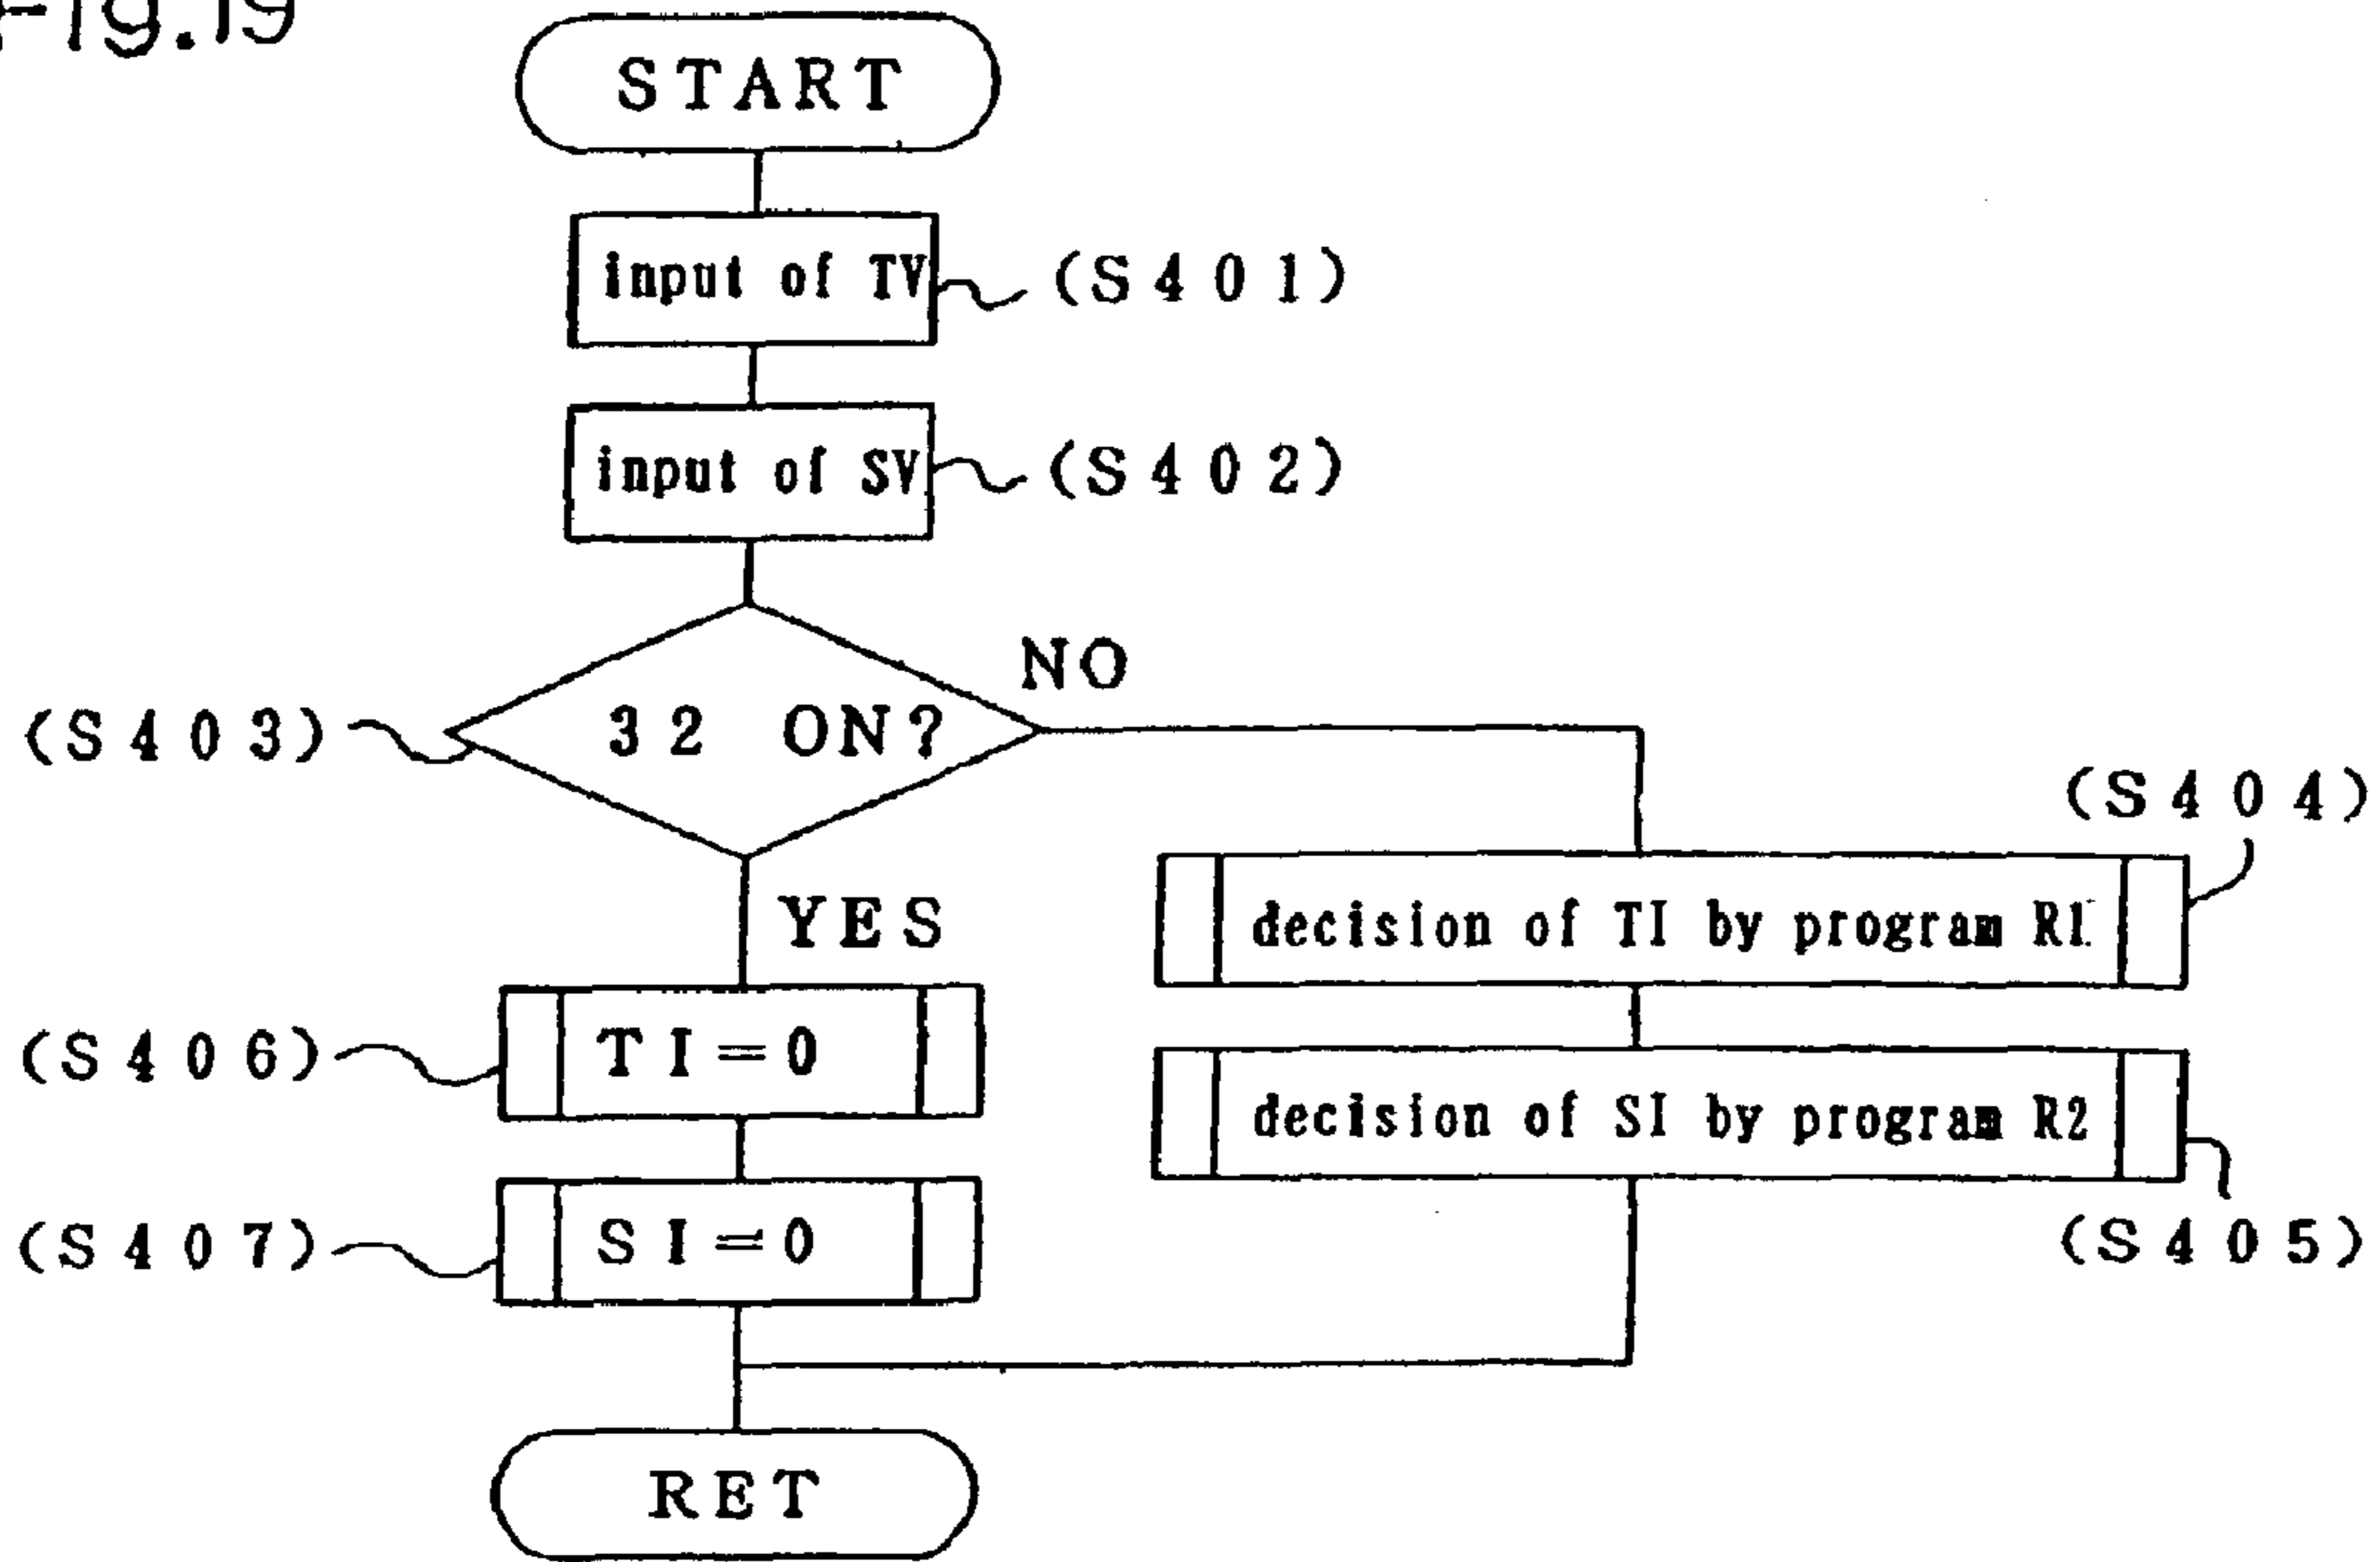 Fig.19
START
input of TV
(S401)
input of SV
(S402)
32 ON?
NO
(S403)
YES
(S404)
decision of TI by program R1
(S406)
TI=0
decision of SI by program R2
(S407)
SI=0
(S405)
RET